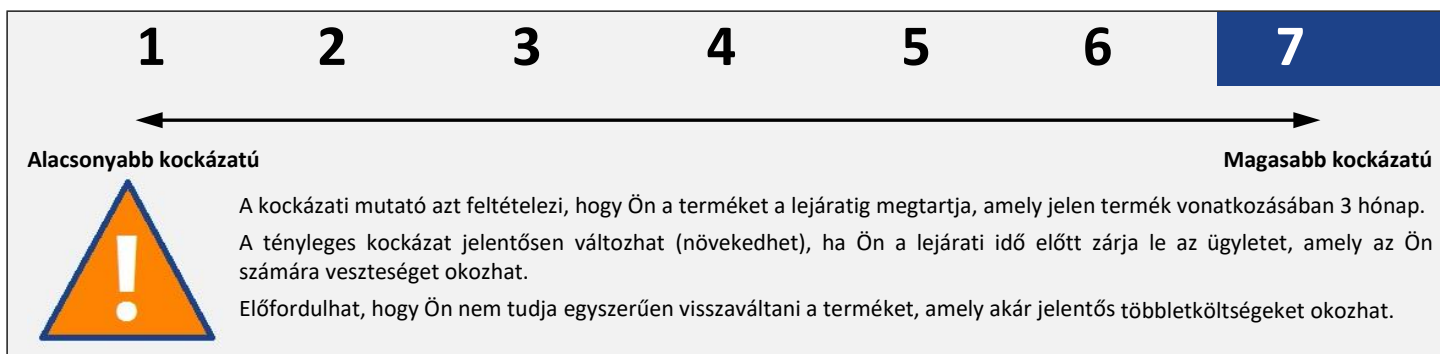 1 2 3 4 5 6 7
Alacsonyabb kockázatú Magasabb kockázatú
A kockázati mutató azt feltételezi, hogy Ön a terméket a lejáratig megtartja, amely jelen termék vonatkozásában 3 hónap.
A tényleges kockázat jelentősen változhat (növekedhet), ha Ön a lejárati idő előtt zárja le az ügyletet, amely az Ön
számára veszteséget okozhat.
Előfordulhat, hogy Ön nem tudja egyszerűen visszaváltani a terméket, amely akár jelentős többletköltségeket okozhat.